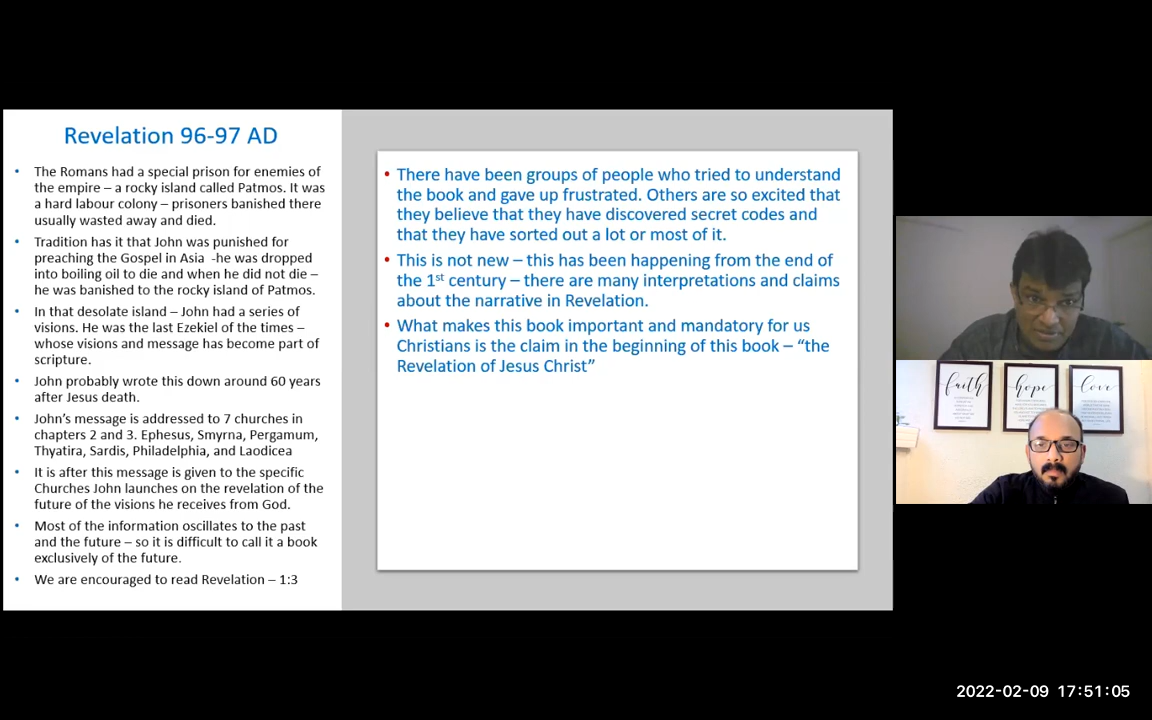 Revelation 96-97 AD
• The Romans had a special prison for enemies of
the empire – a rocky island called Patmos. It was
a hard labour colony – prisoners banished there
usually wasted away and died.
• Tradition has it that John was punished for
preaching the Gospel in Asia -he was dropped
into boiling oil to die and when he did not die –
he was banished to the rocky island of Patmos.
• In that desolate island – John had a series of
visions. He was the last Ezekiel of the times –
whose visions and message has become part of
scripture.
• John probably wrote this down around 60 years
after Jesus death.
• John’s message is addressed to 7 churches in
chapters 2 and 3. Ephesus, Smyrna, Pergamum,
Thyatira, Sardis, Philadelphia, and Laodicea
• It is after this message is given to the specific
Churches John launches on the revelation of the
future of the visions he receives from God.
• Most of the information oscillates to the past
and the future – so it is difficult to call it a book
exclusively of the future.
• We are encouraged to read Revelation – 1:3
• There have been groups of people who tried to understand
the book and gave up frustrated. Others are so excited that
they believe that they have discovered secret codes and
that they have sorted out a lot or most of it.
• This is not new – this has been happening from the end of
the 1st century – there are many interpretations and claims
about the narrative in Revelation.
• What makes this book important and mandatory for us
Christians is the claim in the beginning of this book – “the
Revelation of Jesus Christ”
faith
hope
love
2022-02-09 17:51:05